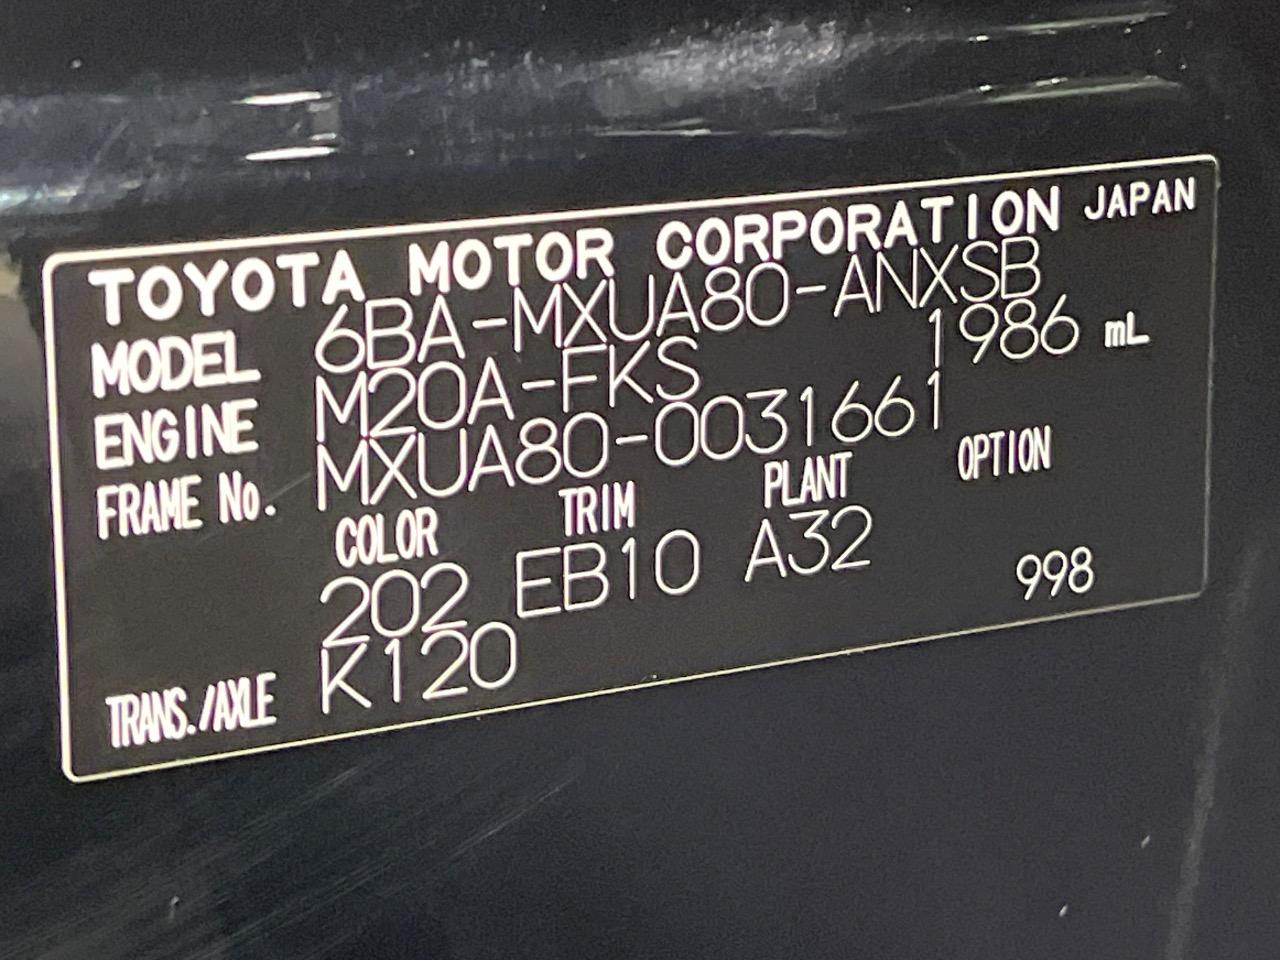 TOYOTA MOTOR CORPORATION JAPAN
MODEL 6BA-MXUA80-ANXSB
ENGINE M20A-FKS 1986 mL
FRAME No. MXUA80-0031661
COLOR TRIM PLANT OPTION
202 EB10 A32 998
TRANS./AXLE K120